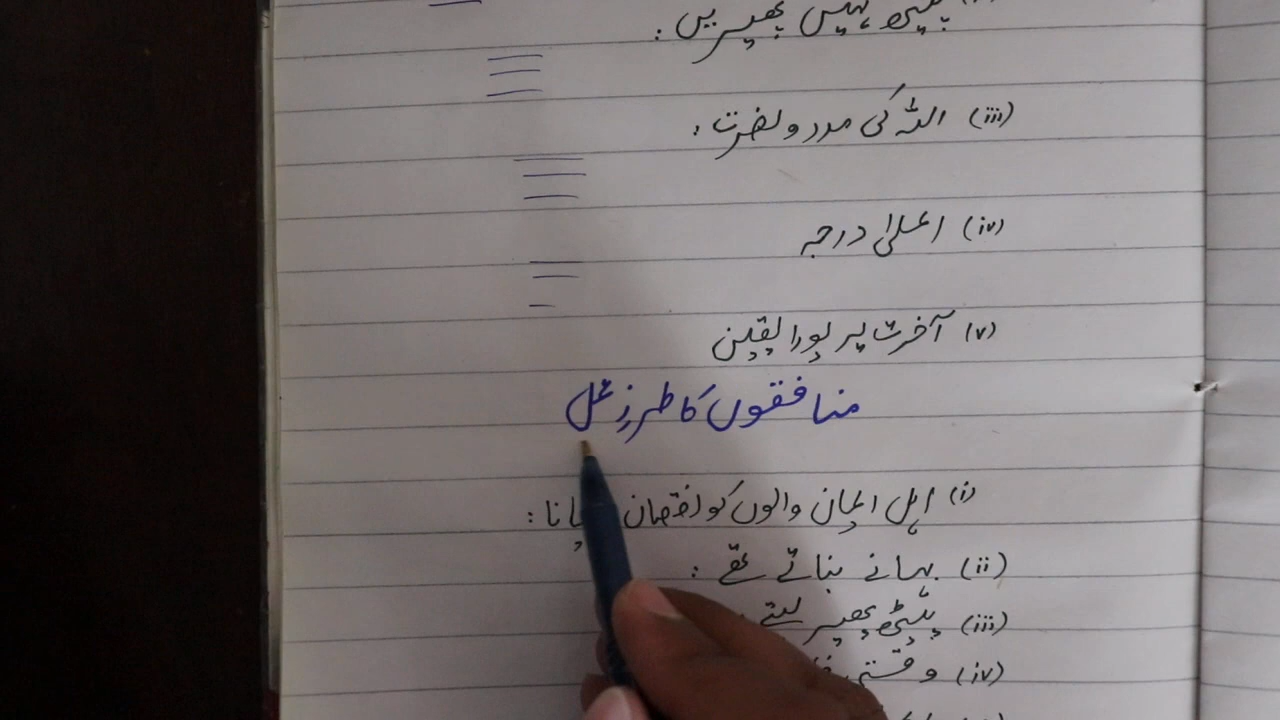 پیٹھ نہیں پھیریں :
(iii) اللہ کی مدد و نصرت :
(iv) اعلیٰ درجہ
(v) آخرت پر پورا یقین
منافقوں کا طرز عمل
(i) اہل ایمان والوں کو نقصان
(ii) بہانے بناتے تھے :
(iii) پیٹھ پھیر لیتے
(iv) وقتی